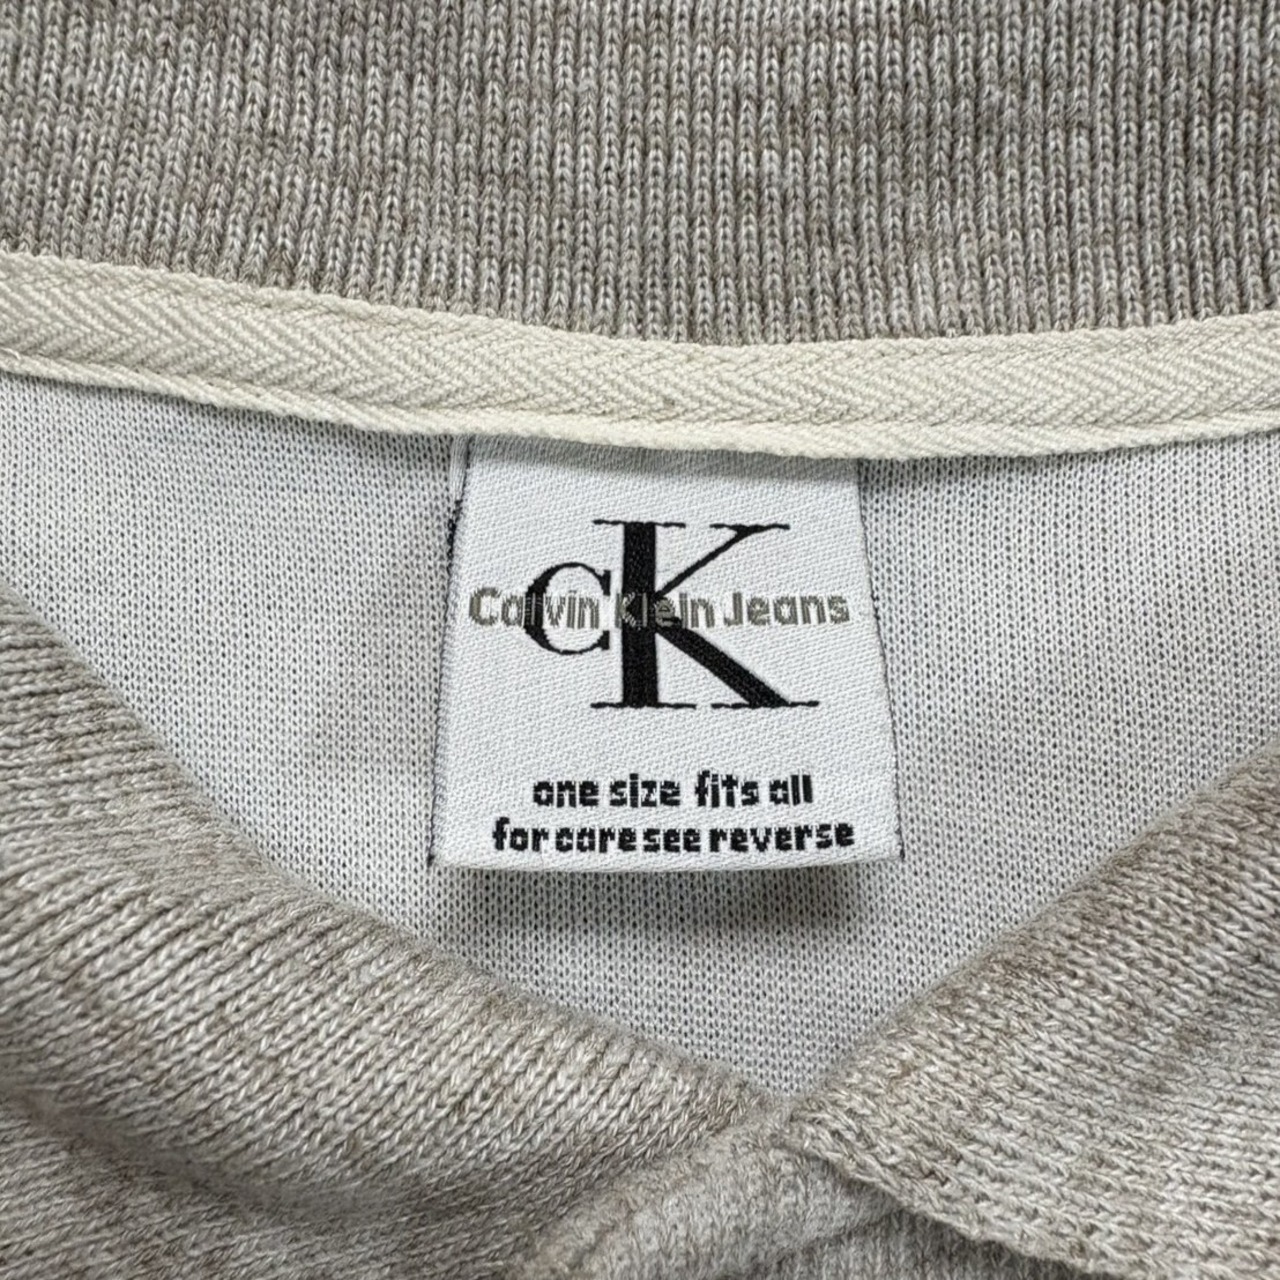 CK
Calvin Klein Jeans
one size fits all
for care see reverse